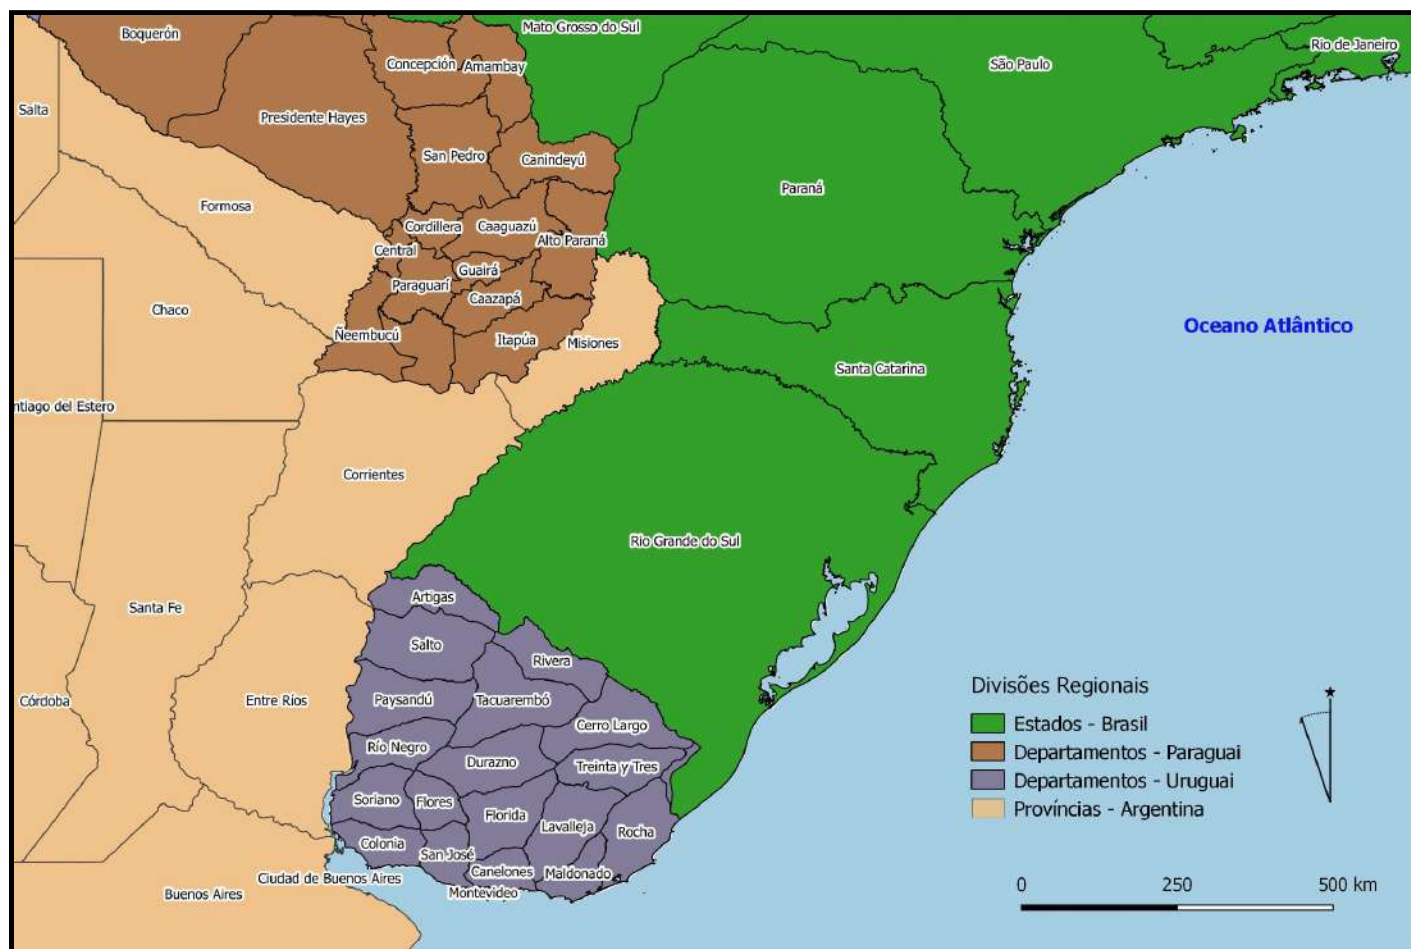 Boquerón
Mato Grosso do Sul
Rio de Janeiro
Concepción
Amambay
São Paulo
Salta
Presidente Hayes
San Pedro
Canindeyú
Paraná
Formosa
Cordillera
Caaguazú
Alto Paraná
Central
Guairá
Paraguarí
Caazapá
Chaco
Ñeembucú
Itapúa
Misiones
Oceano Atlântico
Santa Catarina
ntiago del Estero
Corrientes
Rio Grande do Sul
Artigas
Santa Fe
Salto
Rivera
Córdoba
Entre Ríos
Paysandú
Tacuarembó
Cerro Largo
Río Negro
Durazno
Treinta y Tres
Soriano
Flores
Florida
Lavalleja
Rocha
Colonia
San José
Canelones
Maldonado
Ciudad de Buenos Aires
Montevideo
Buenos Aires
Divisões Regionais
Estados - Brasil
Departamentos - Paraguai
Departamentos - Uruguai
Províncias - Argentina
0 250 500 km